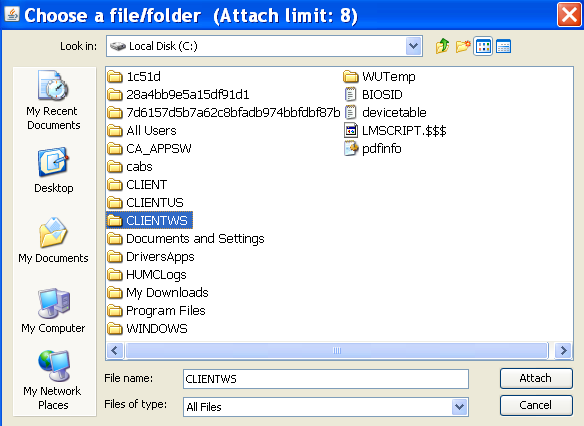 Choose a file/folder (Attach limit: 8)
Look in:
Local Disk (C:)
My Recent
Documents
Desktop
My Documents
My Computer
My Network
Places
1c51d
28a4bb9e5a15df91d1
7d6157d5b7a62c8bfadb974bbfdbf87b
All Users
CA_APPSW
cabs
CLIENT
CLIENTUS
CLIENTWS
Documents and Settings
DriversApps
HUMCLogs
My Downloads
Program Files
WINDOWS
WUTemp
BIOSID
devicetable
LMSCRIPT.$$$
pdfinfo
File name:
CLIENTWS
Attach
Files of type:
All Files
Cancel